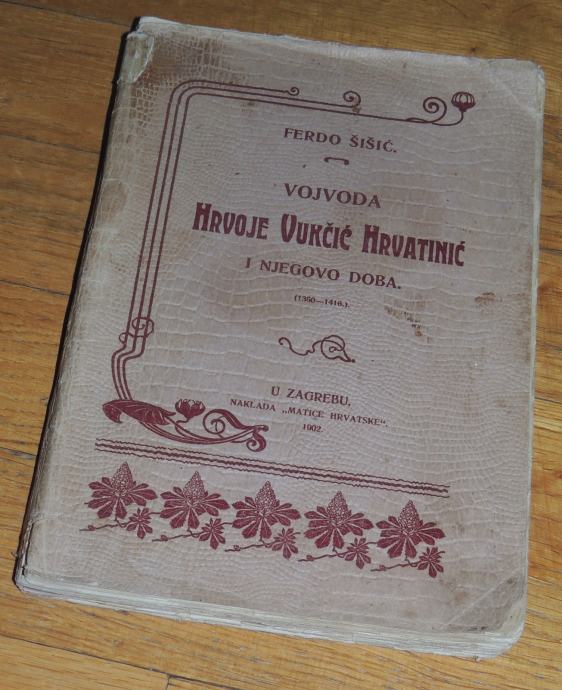 FERDO ŠIŠIĆ.
VOJVODA
HRVOJE VUKČIĆ HRVATINIĆ
I NJEGOVO DOBA.
(1350—1416.).
U ZAGREBU.
NAKLADA „MATICE HRVATSKE“.
1902.